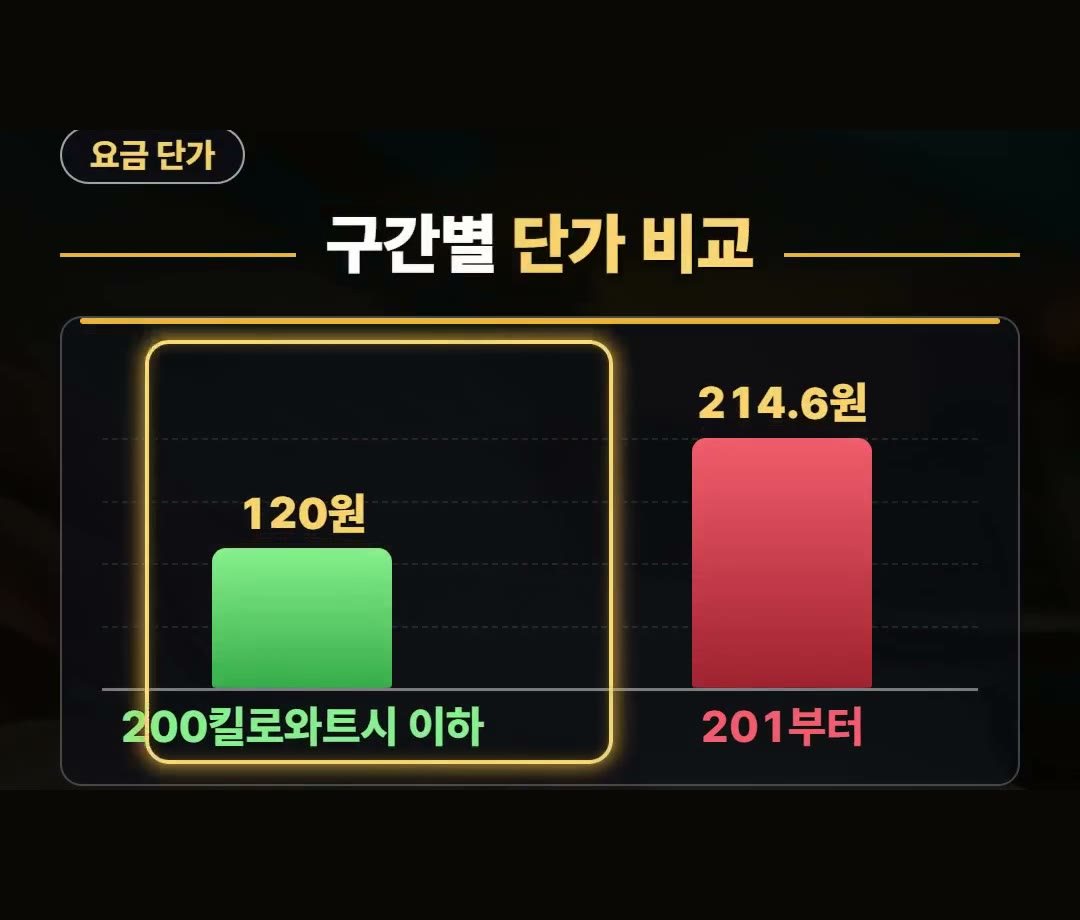 요금 단가
구간별 단가 비교
214.6원
120원
200킬로와트시 이하
201부터